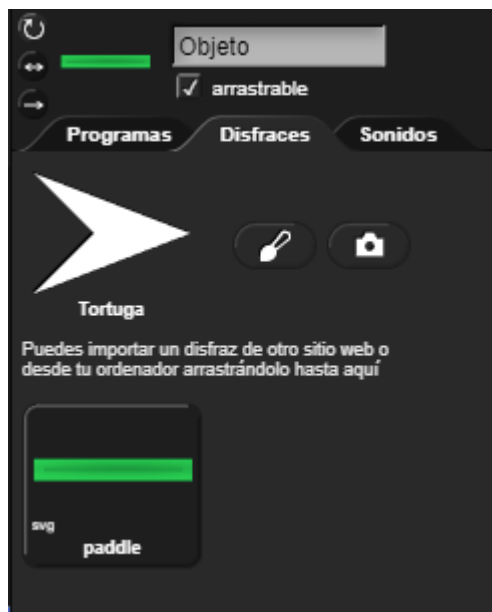 Objeto
arrastrable
Programas Disfraces Sonidos
Tortuga
Puedes importar un disfraz de otro sitio web o
desde tu ordenador arrastrándolo hasta aquí
svg
paddle